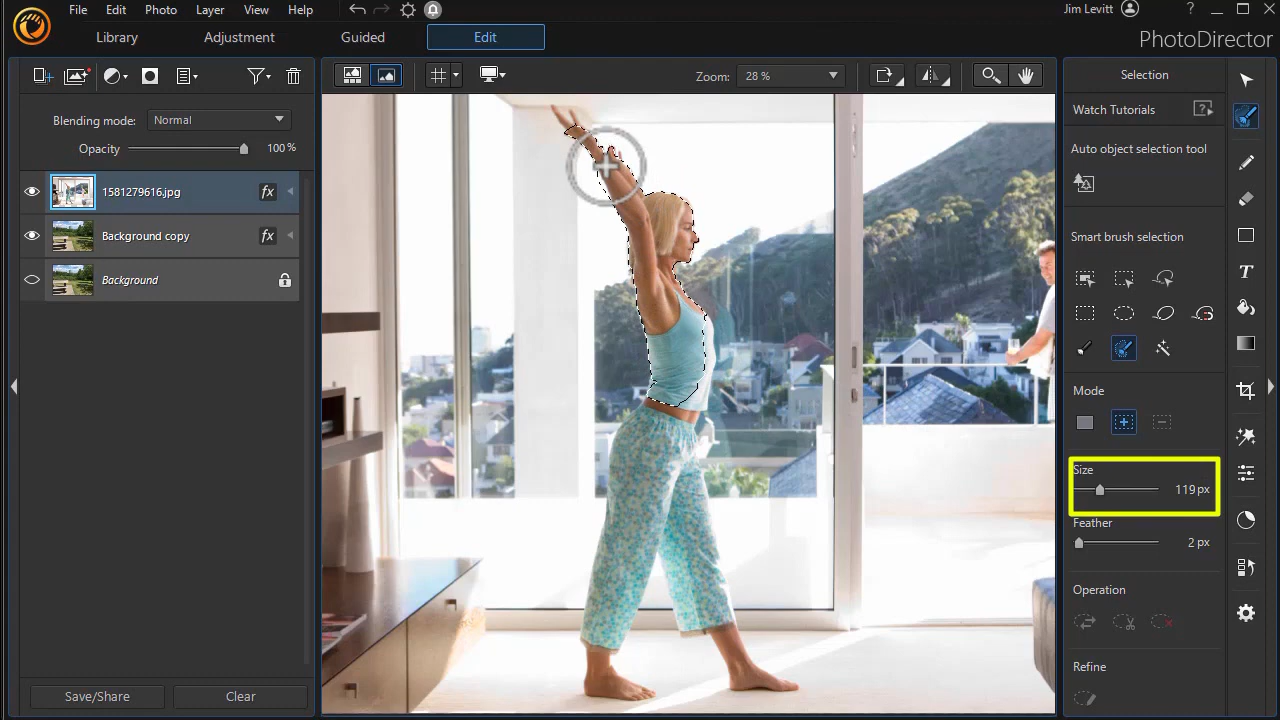 File Edit Photo Layer View Help
Jim Levitt
?
Library Adjustment Guided Edit
PhotoDirector
Blending mode: Normal
Opacity 100 %
1581279616.jpg fx
Background copy fx
Background
Save/Share Clear
Zoom: 28 %
Selection
Watch Tutorials
Auto object selection tool
Smart brush selection
Mode
Size
119 px
Feather
2 px
Operation
Refine
T